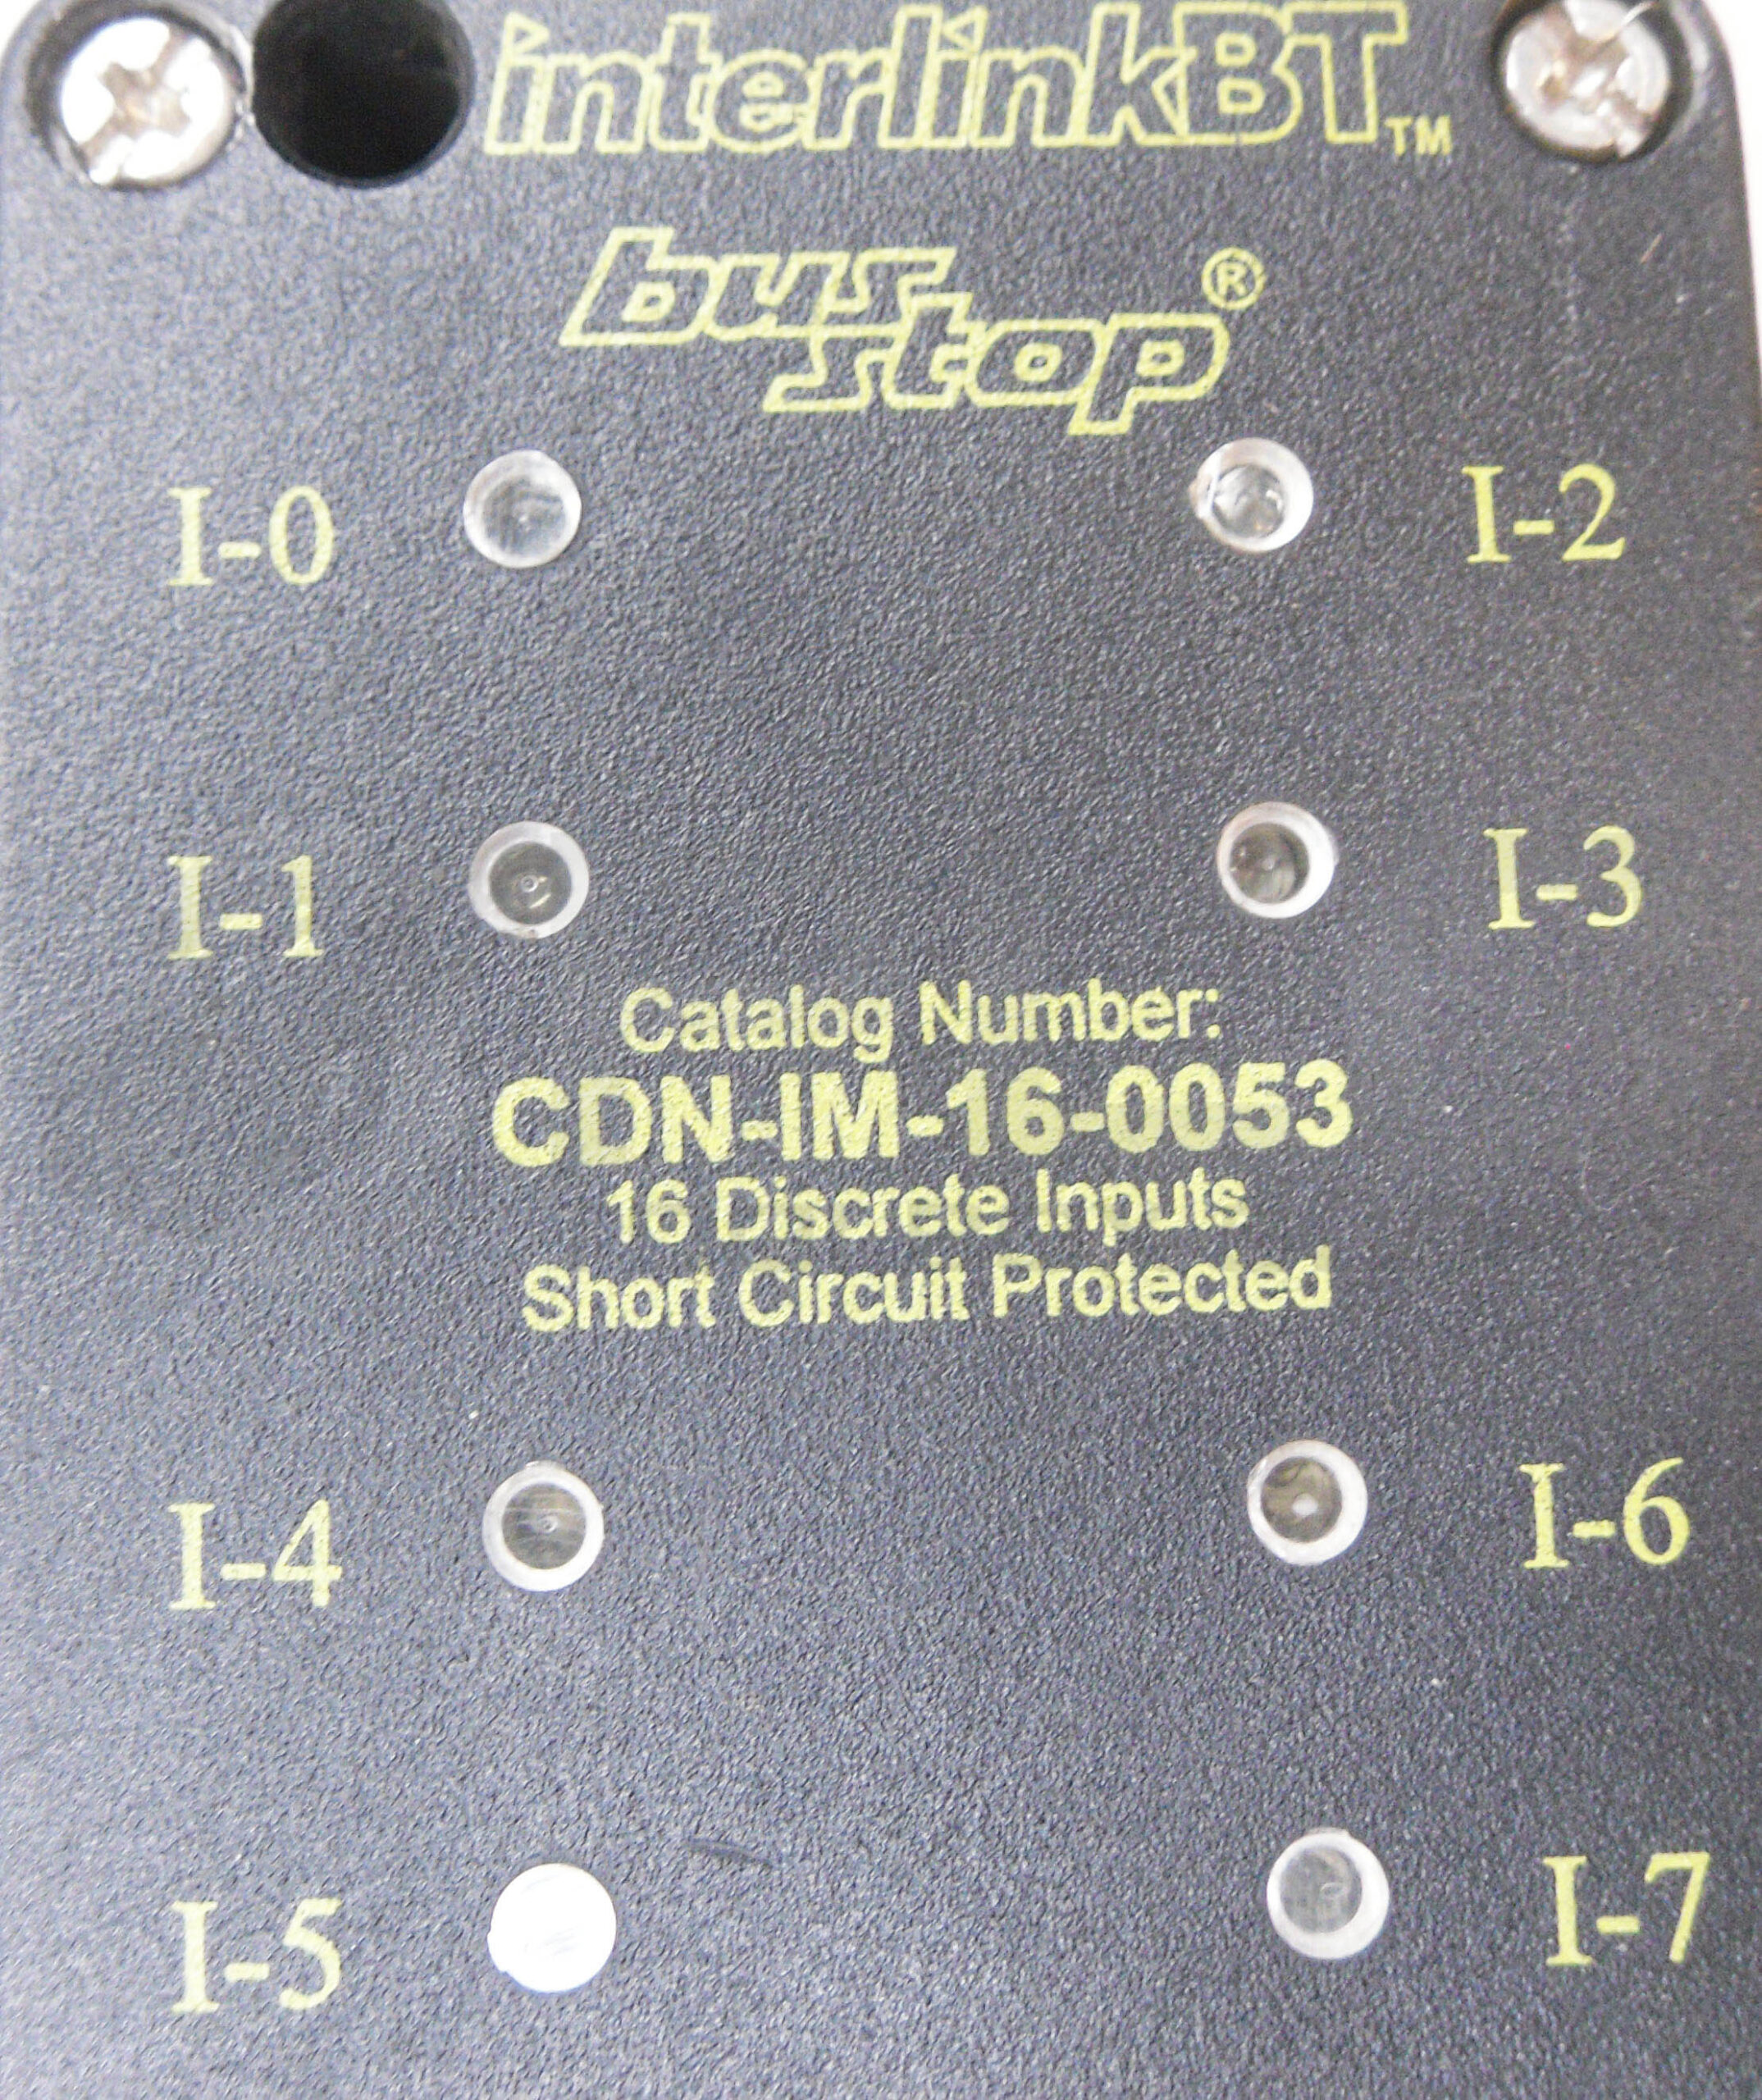 interlinkBT™
bus
stop®
I-0
I-2
I-1
I-3
Catalog Number:
CDN-IM-16-0053
16 Discrete Inputs
Short Circuit Protected
I-4
I-6
I-5
I-7